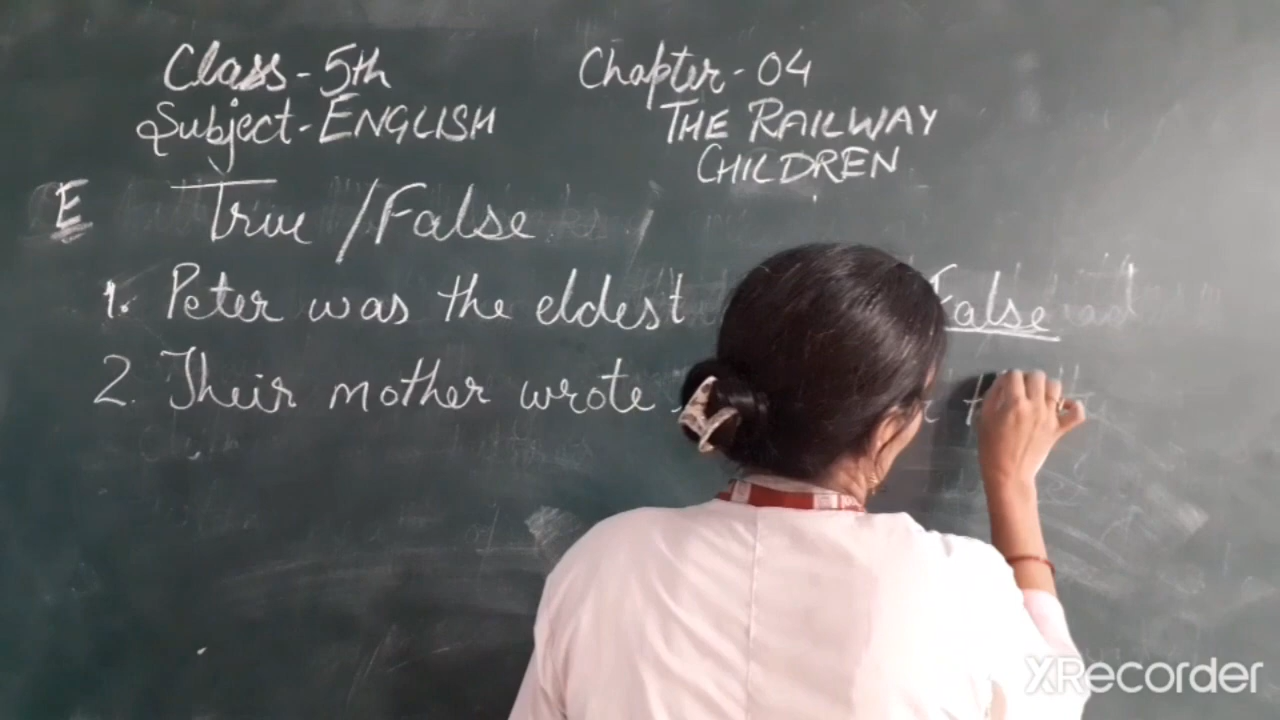 Class-5th
Chapter-04
Subject-ENGLISH
THE RAILWAY
CHILDREN
E True/False
1. Peter was the eldest False
2. Their mother wrote
XRecorder